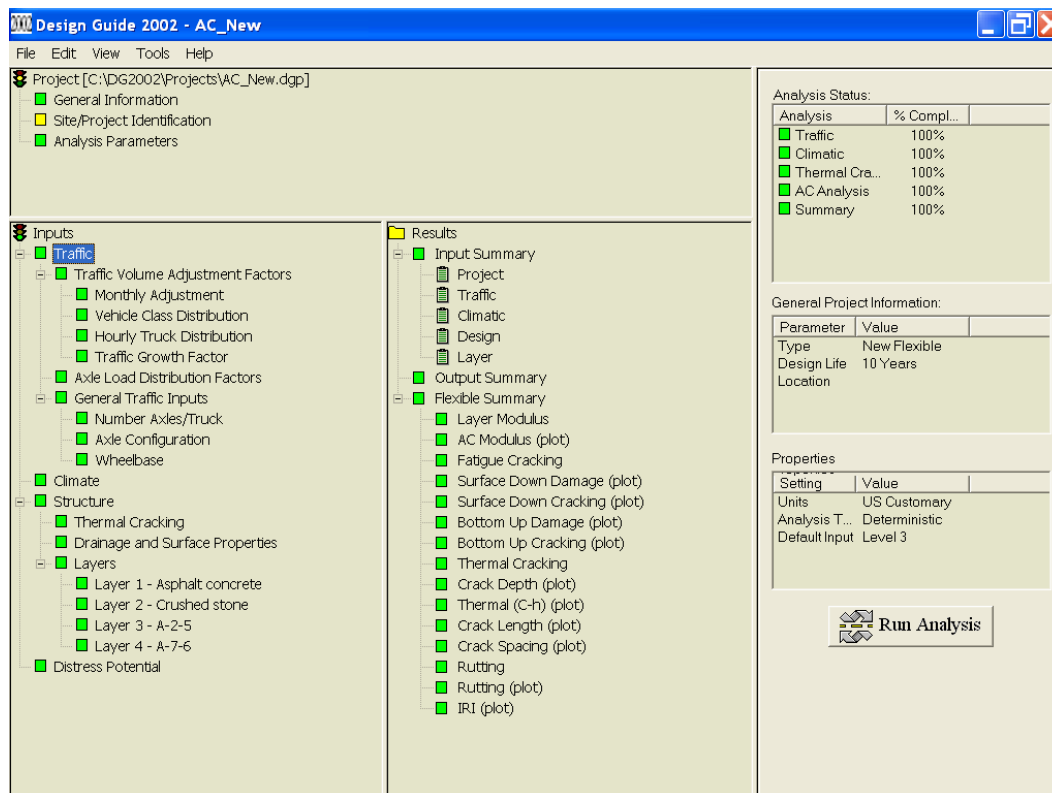 Design Guide 2002 - AC_New
File Edit View Tools Help
Project [C:\DG2002\Projects\AC_New.dgp]
General Information
Site/Project Identification
Analysis Parameters
Inputs
Traffic
Traffic Volume Adjustment Factors
Monthly Adjustment
Vehicle Class Distribution
Hourly Truck Distribution
Traffic Growth Factor
Axle Load Distribution Factors
General Traffic Inputs
Number Axles/Truck
Axle Configuration
Wheelbase
Climate
Structure
Thermal Cracking
Drainage and Surface Properties
Layers
Layer 1 - Asphalt concrete
Layer 2 - Crushed stone
Layer 3 - A-2-5
Layer 4 - A-7-6
Distress Potential
Results
Input Summary
Project
Traffic
Climatic
Design
Layer
Output Summary
Flexible Summary
Layer Modulus
AC Modulus (plot)
Fatigue Cracking
Surface Down Damage (plot)
Surface Down Cracking (plot)
Bottom Up Damage (plot)
Bottom Up Cracking (plot)
Thermal Cracking
Crack Depth (plot)
Thermal (C-h) (plot)
Crack Length (plot)
Crack Spacing (plot)
Rutting
Rutting (plot)
IRI (plot)
Analysis Status:
Analysis % Compl...
Traffic 100%
Climatic 100%
Thermal Cra... 100%
AC Analysis 100%
Summary 100%
General Project Information:
Parameter Value
Type New Flexible
Design Life 10 Years
Location
Properties
Setting Value
Units US Customary
Analysis T... Deterministic
Default Input Level 3
Run Analysis